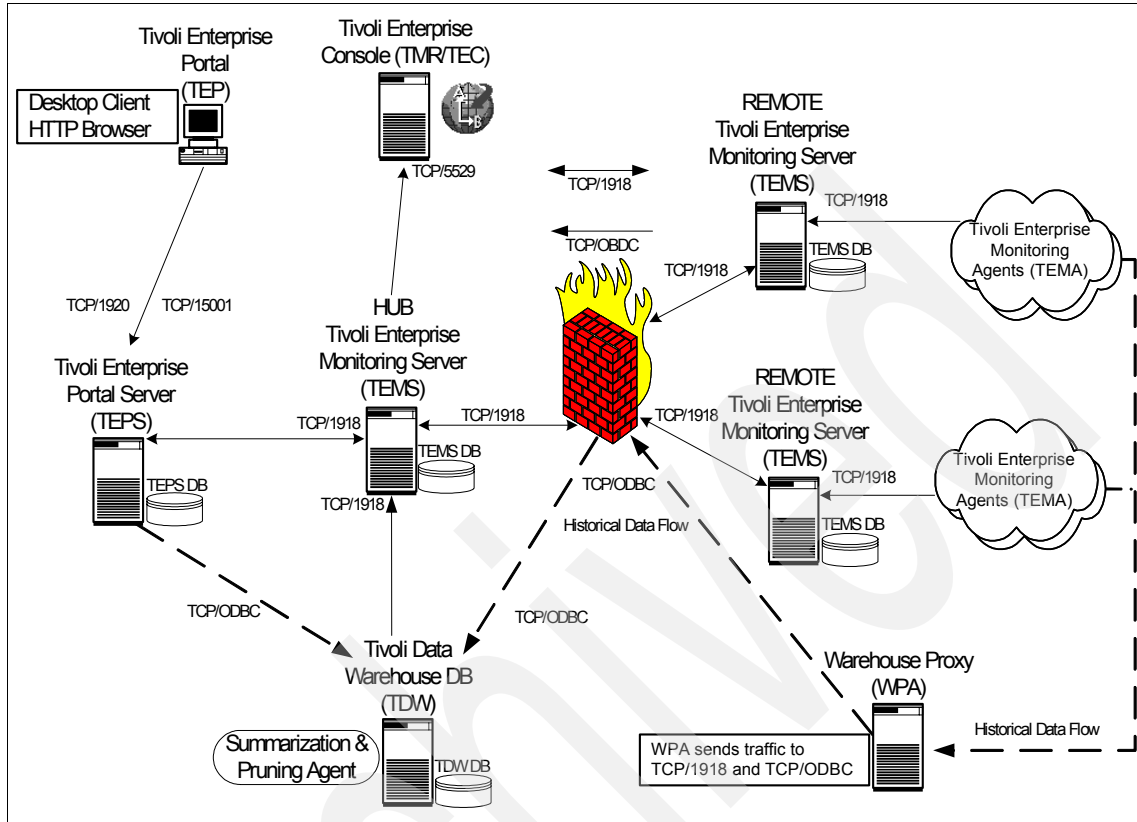 Tivoli Enterprise
Portal
(TEP)
Desktop Client
HTTP Browser
Tivoli Enterprise
Console (TMR/TEC)
A
B
TCP/5529
TCP/1918
TCP/OBDC
REMOTE
Tivoli Enterprise
Monitoring Server
(TEMS)
TEMS DB
TCP/1918
TCP/1918
Tivoli Enterprise
Monitoring
Agents (TEMA)
TCP/1920
TCP/15001
HUB
Tivoli Enterprise
Monitoring Server
(TEMS)
TEMS DB
Tivoli Enterprise
Portal Server
(TEPS)
TEPS DB
TCP/1918
TCP/1918
TCP/1918
TCP/1918
REMOTE
Tivoli Enterprise
Monitoring Server
(TEMS)
TEMS DB
TCP/1918
Tivoli Enterprise
Monitoring
Agents (TEMA)
TCP/ODBC
Historical Data Flow
TCP/ODBC
TCP/ODBC
Tivoli Data
Warehouse DB
(TDW)
TDW DB
Summarization &
Pruning Agent
Warehouse Proxy
(WPA)
Historical Data Flow
WPA sends traffic to
TCP/1918 and TCP/ODBC